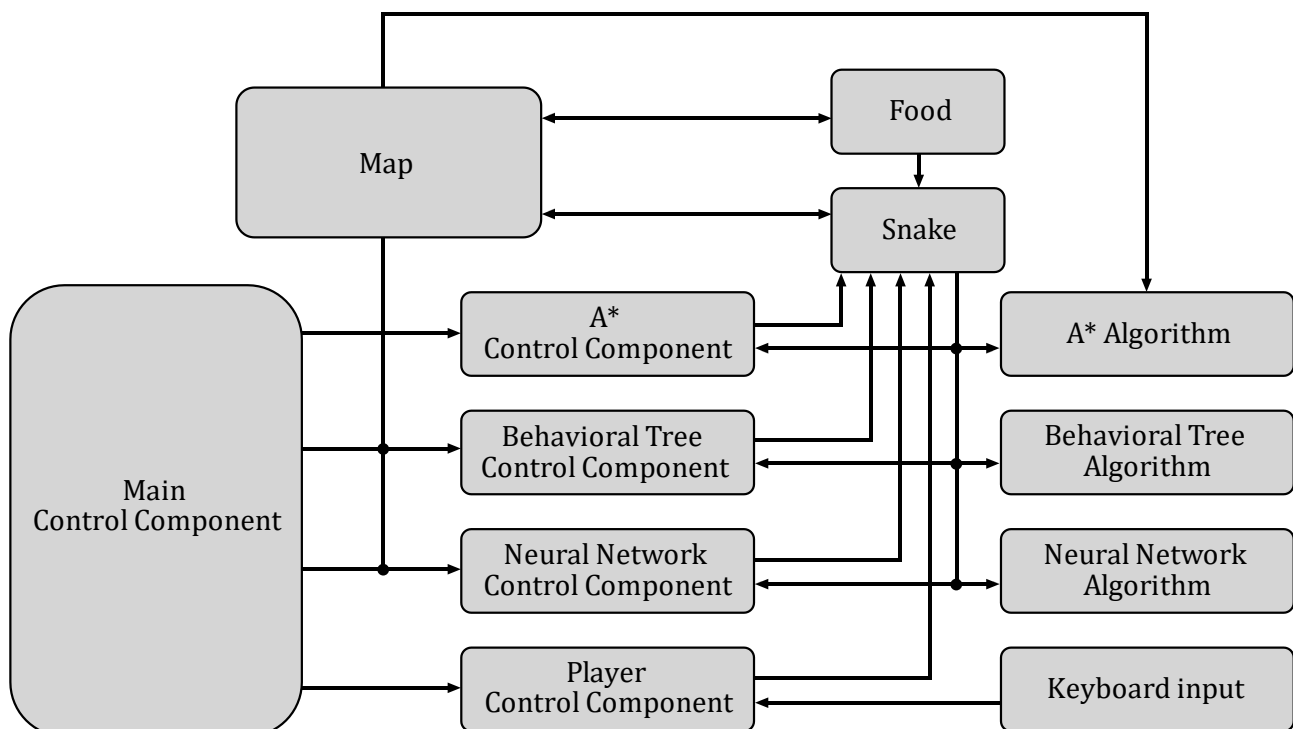 Food
Map
Snake
A*
Control Component
A* Algorithm
Behavioral Tree
Control Component
Behavioral Tree
Algorithm
Main
Control Component
Neural Network
Control Component
Neural Network
Algorithm
Player
Control Component
Keyboard input